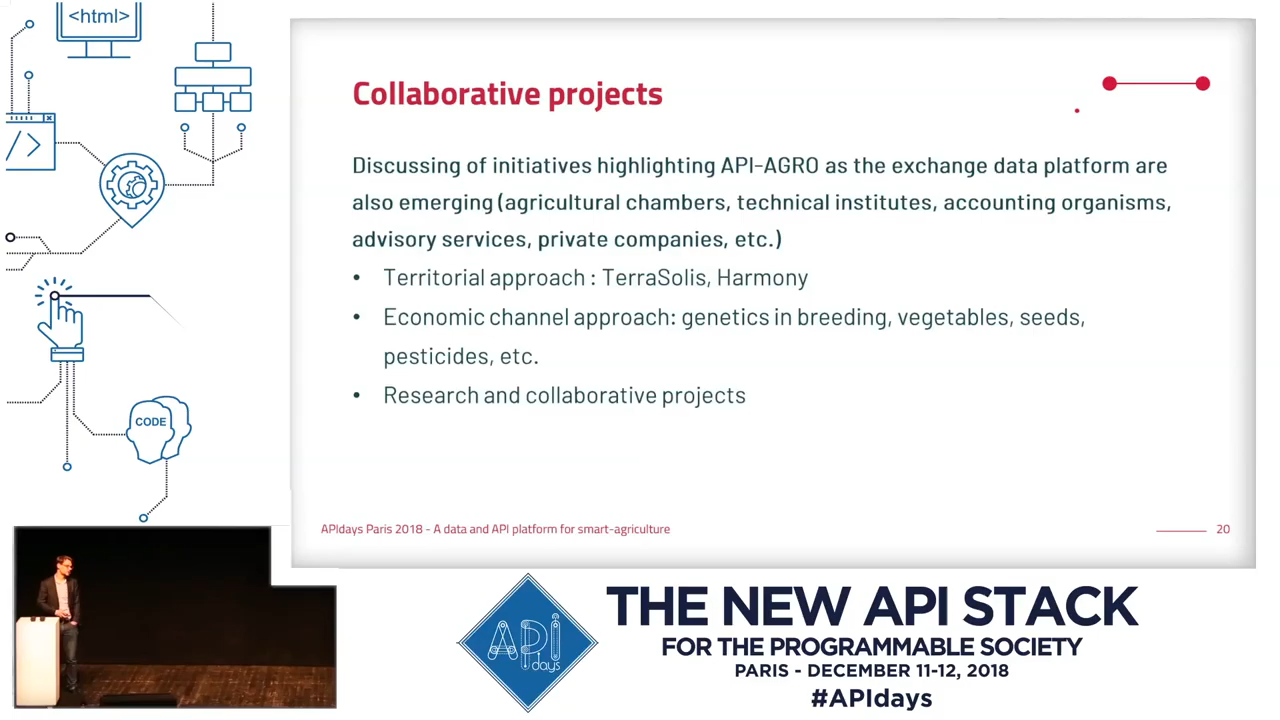 <html>
Collaborative projects
Discussing of initiatives highlighting API-AGRO as the exchange data platform are
also emerging (agricultural chambers, technical institutes, accounting organisms,
advisory services, private companies, etc.)
• Territorial approach : TerraSolis, Harmony
• Economic channel approach: genetics in breeding, vegetables, seeds,
pesticides, etc.
• Research and collaborative projects
</>
CODE
APIdays Paris 2018 - A data and API platform for smart-agriculture
20
API
days
THE NEW API STACK
FOR THE PROGRAMMABLE SOCIETY
PARIS - DECEMBER 11-12, 2018
#APIdays